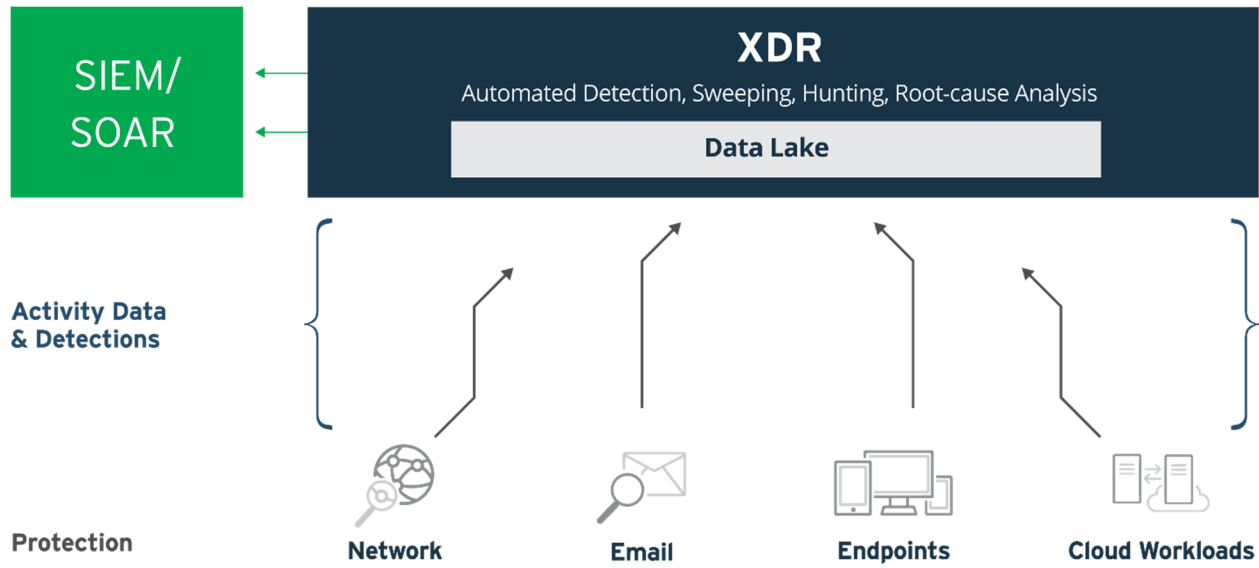 SIEM/
SOAR
XDR
Automated Detection, Sweeping, Hunting, Root-cause Analysis
Data Lake
Activity Data
& Detections
Protection
Network
Email
Endpoints
Cloud Workloads